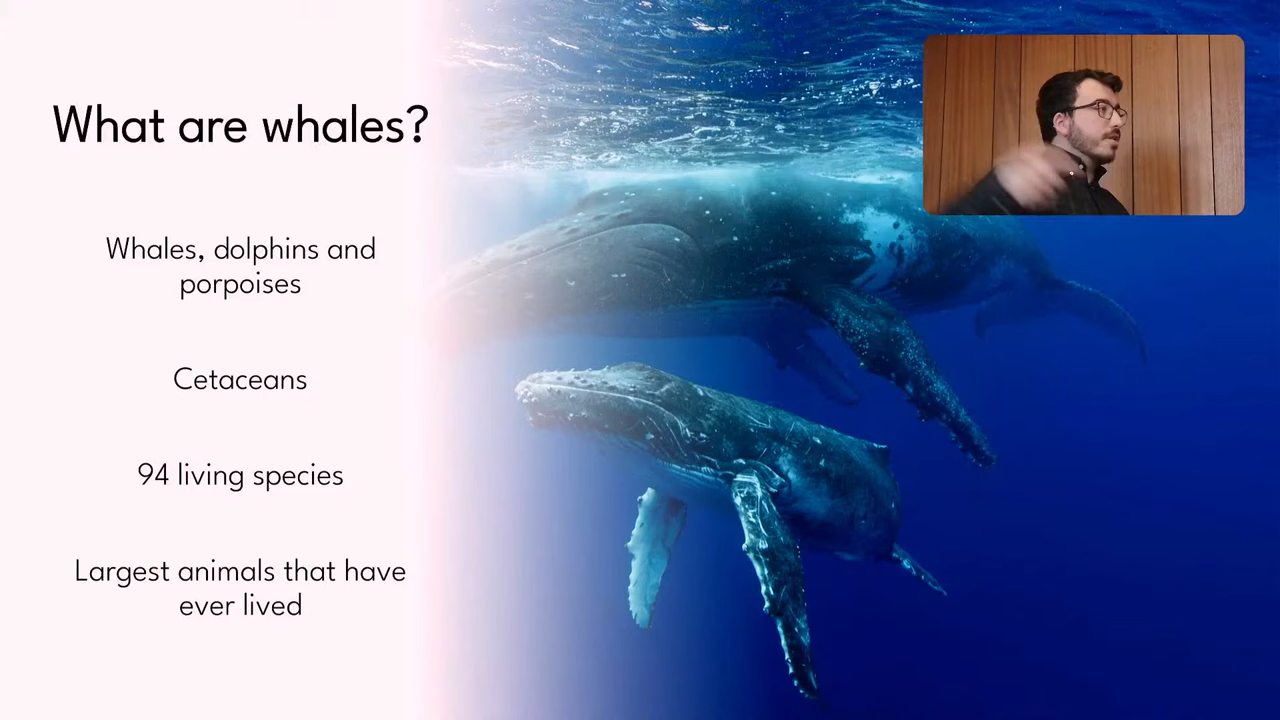 What are whales?
Whales, dolphins and
porpoises
Cetaceans
94 living species
Largest animals that have
ever lived